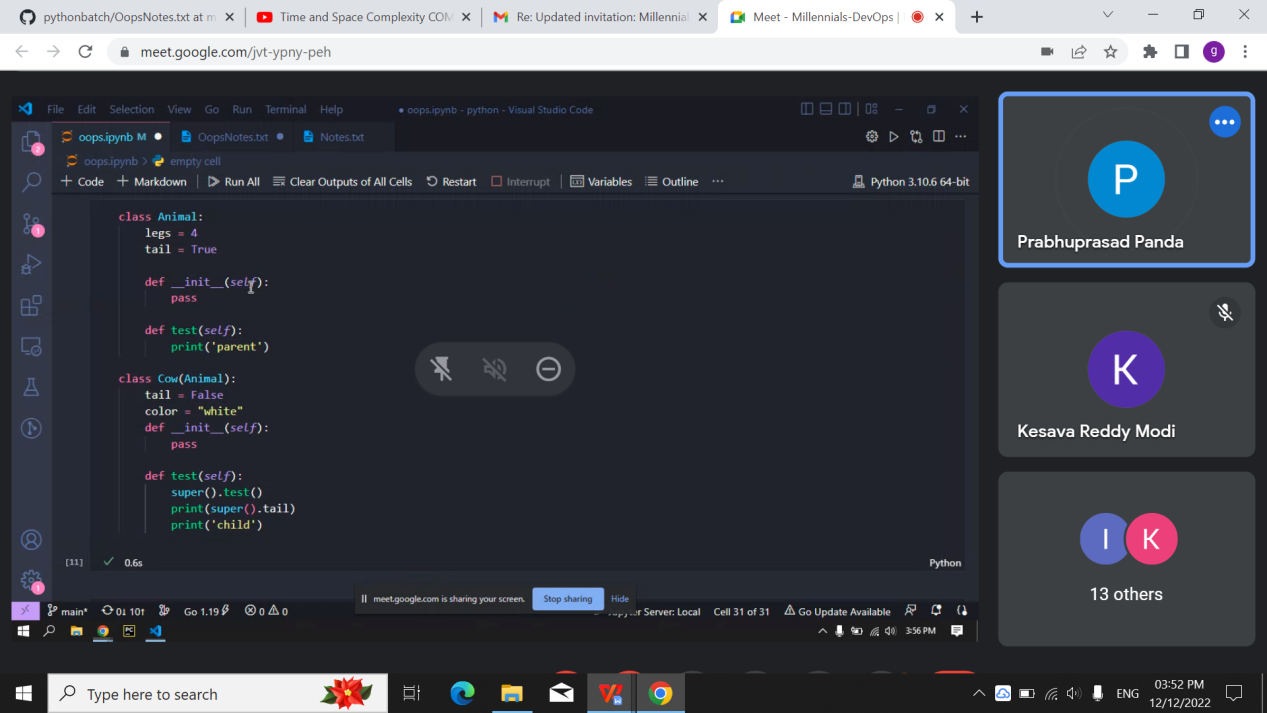 pythonbatch/OopsNotes.txt at m
Time and Space Complexity COM
Re: Updated invitation: Millennial
Meet - Millennials-DevOps |
meet.google.com/jvt-ypny-peh
g
File Edit Selection View Go Run Terminal Help
oops.ipynb - python - Visual Studio Code
oops.ipynb M
OopsNotes.txt
Notes.txt
oops.ipynb > empty cell
+ Code + Markdown Run All Clear Outputs of All Cells Restart Interrupt Variables Outline ...
Python 3.10.6 64-bit
class Animal:
legs = 4
tail = True
def __init__(self):
pass
def test(self):
print('parent')
class Cow(Animal):
tail = False
color = "white"
def __init__(self):
pass
def test(self):
super().test()
print(super().tail)
print('child')
[11] 0.6s
Python
2
1
1
meet.google.com is sharing your screen. Stop sharing Hide
main* 0↓ 10↑ Go 1.19 0 0
Jupyter Server: Local Cell 31 of 31 Go Update Available
3:56 PM
P
Prabhuprasad Panda
K
Kesava Reddy Modi
I K
13 others
Type here to search
ENG
03:52 PM
12/12/2022